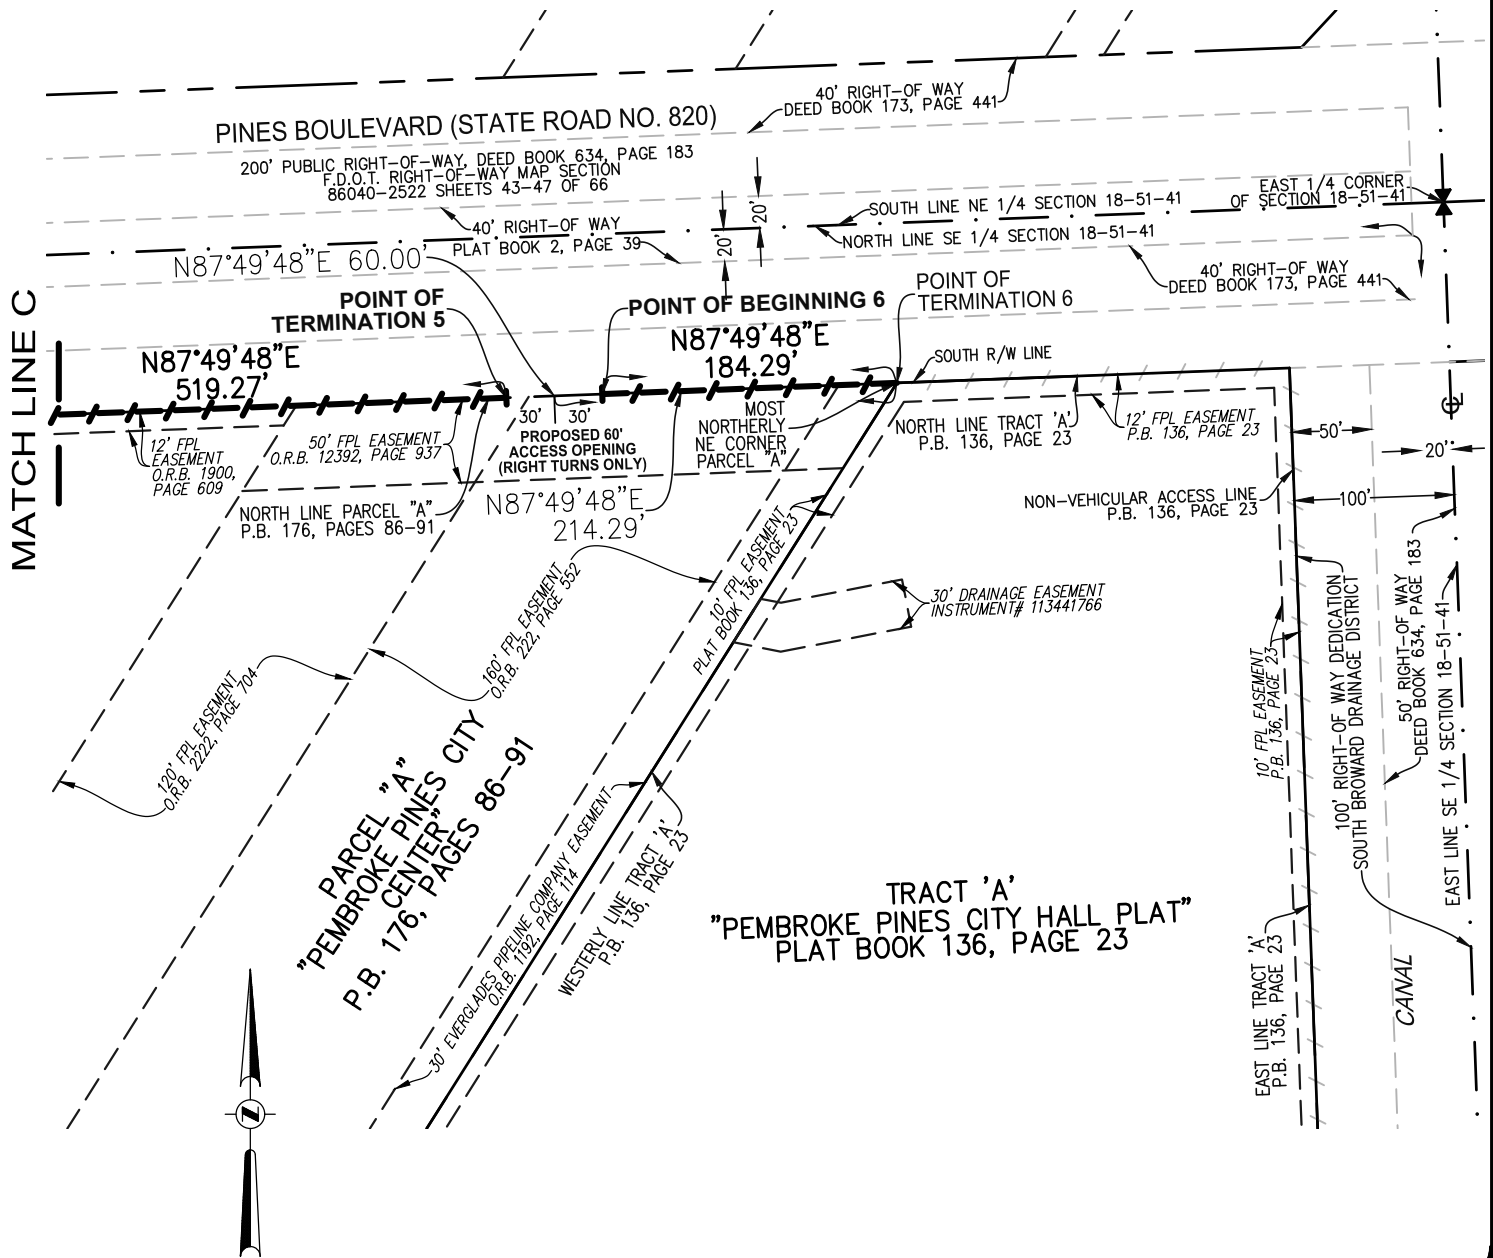 40' RIGHT-OF WAY
DEED BOOK 173, PAGE 441
PINES BOULEVARD (STATE ROAD NO. 820)
200' PUBLIC RIGHT-OF-WAY, DEED BOOK 634, PAGE 183
F.D.O.T. RIGHT-OF-WAY MAP SECTION
86040-2522 SHEETS 43-47 OF 66
EAST 1/4 CORNER
OF SECTION 18-51-41
20'
SOUTH LINE NE 1/4 SECTION 18-51-41
40' RIGHT-OF WAY
PLAT BOOK 2, PAGE 39
20'
NORTH LINE SE 1/4 SECTION 18-51-41
N87°49'48"E 60.00'
40' RIGHT-OF WAY
DEED BOOK 173, PAGE 441
POINT OF
TERMINATION 6
POINT OF
TERMINATION 5
POINT OF BEGINNING 6
MATCH LINE C
N87°49'48"E
519.27'
N87°49'48"E
184.29'
SOUTH R/W LINE
30'
30'
PROPOSED 60'
ACCESS OPENING
(RIGHT TURNS ONLY)
MOST
NORTHERLY
NE CORNER
PARCEL "A"
NORTH LINE TRACT 'A'
P.B. 136, PAGE 23
12' FPL EASEMENT
P.B. 136, PAGE 23
CL
50'
20'
12' FPL
EASEMENT
O.R.B. 1900,
PAGE 609
50' FPL EASEMENT
O.R.B. 12392, PAGE 937
NORTH LINE PARCEL "A"
P.B. 176, PAGES 86-91
N87°49'48"E
214.29'
NON-VEHICULAR ACCESS LINE
P.B. 136, PAGE 23
100'
10' FPL EASEMENT
PLAT BOOK 136, PAGE 23
160' FPL EASEMENT
O.R.B. 222, PAGE 552
30' DRAINAGE EASEMENT
INSTRUMENT# 113441766
120' FPL EASEMENT
O.R.B. 2222, PAGE 704
10' FPL EASEMENT
P.B. 136, PAGE 23
100' RIGHT-OF WAY DEDICATION
SOUTH BROWARD DRAINAGE DISTRICT
50' RIGHT-OF WAY
DEED BOOK 634, PAGE 183
EAST LINE SE 1/4 SECTION 18-51-41
PARCEL "A"
"PEMBROKE PINES CITY
CENTER"
P.B. 176, PAGES 86-91
30' EVERGLADES PIPELINE COMPANY EASEMENT
O.R.B. 1192, PAGE 114
WESTERLY LINE TRACT 'A'
P.B. 136, PAGE 23
TRACT 'A'
"PEMBROKE PINES CITY HALL PLAT"
PLAT BOOK 136, PAGE 23
EAST LINE TRACT 'A'
P.B. 136, PAGE 23
CANAL
N